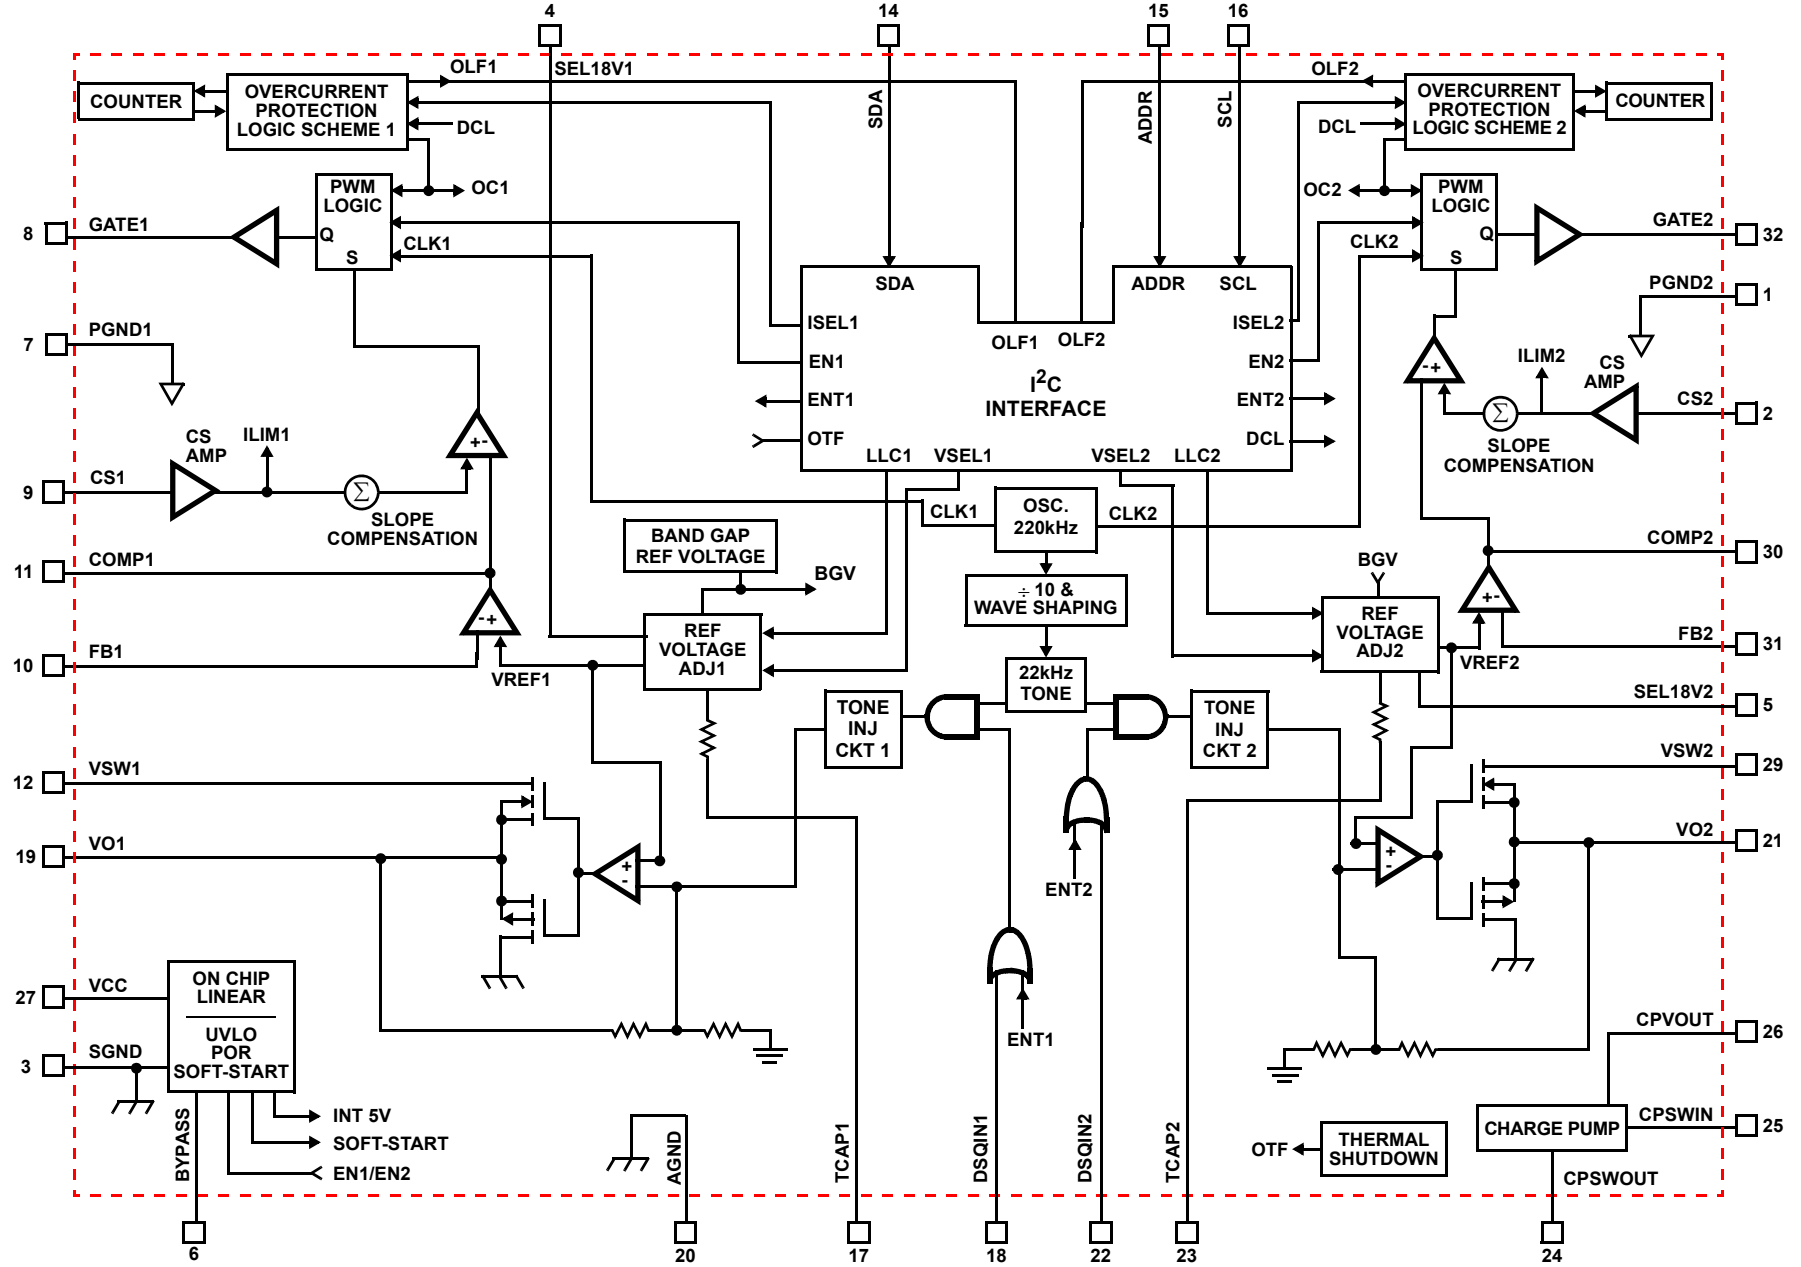 4
14
15
16
OLF1
SEL18V1
SDA
ADDR
SCL
OLF2
COUNTER
OVERCURRENT
PROTECTION
LOGIC SCHEME 1
DCL
DCL
OVERCURRENT
PROTECTION
LOGIC SCHEME 2
COUNTER
PWM
LOGIC
Q
S
OC1
CLK1
OC2
CLK2
PWM
LOGIC
Q
S
8
GATE1
GATE2
32
7
PGND1
PGND2
1
SDA
ADDR
SCL
ISEL1
OLF1
OLF2
ISEL2
EN1
EN2
I2C
INTERFACE
ENT1
ENT2
OTF
DCL
LLC1
VSEL1
VSEL2
LLC2
CS
AMP
ILIM1
+-
9
CS1
Σ
SLOPE
COMPENSATION
ILIM2
CS
AMP
-+
Σ
CS2
2
SLOPE
COMPENSATION
CLK1
OSC.
220kHz
CLK2
BAND GAP
REF VOLTAGE
BGV
÷ 10 &
WAVE SHAPING
22kHz
TONE
11
COMP1
COMP2
30
-+
10
FB1
VREF1
REF
VOLTAGE
ADJ1
BGV
REF
VOLTAGE
ADJ2
+-
VREF2
FB2
31
SEL18V2
5
TONE
INJ
CKT 1
TONE
INJ
CKT 2
12
VSW1
VSW2
29
19
VO1
+
-
+
-
VO2
21
ENT2
ENT1
27
VCC
3
SGND
ON CHIP
LINEAR
UVLO
POR
SOFT-START
INT 5V
SOFT-START
EN1/EN2
BYPASS
AGND
TCAP1
DSQIN1
DSQIN2
TCAP2
OTF
THERMAL
SHUTDOWN
CPVOUT
26
CHARGE PUMP
CPSWIN
25
CPSWOUT
6
20
17
18
22
23
24